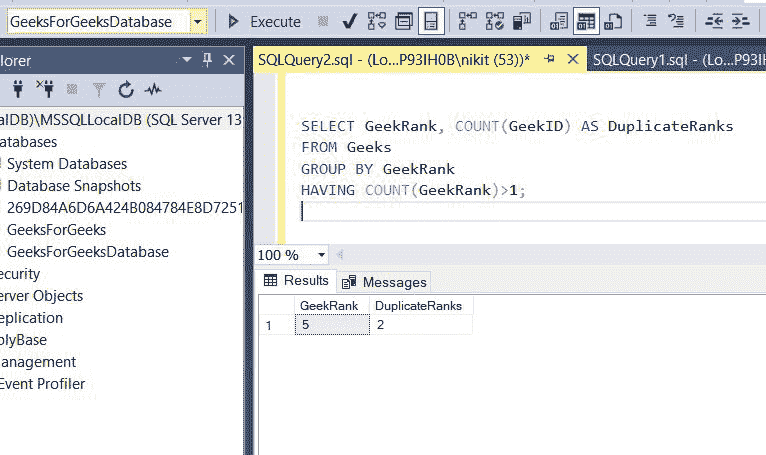 GeeksForGeeksDatabase Execute
plorer
SQLQuery2.sql - (Lo...P93IH0B\nikit (53))* SQLQuery1.sql - (Lo...P93IH
alDB)\MSSQLLocalDB (SQL Server 13
atabases
System Databases
Database Snapshots
269D84A6D6A424B084784E8D7251
GeeksForGeeks
GeeksForGeeksDatabase
ecurity
erver Objects
eplication
olyBase
anagement
Event Profiler
SELECT GeekRank, COUNT(GeekID) AS DuplicateRanks
FROM Geeks
GROUP BY GeekRank
HAVING COUNT(GeekRank)>1;
100 %
Results Messages
GeekRank DuplicateRanks
1 5 2